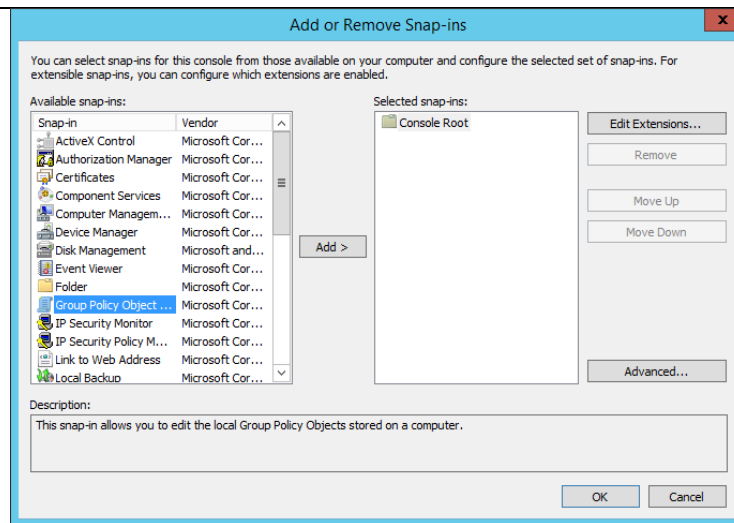 Add or Remove Snap-ins
x
You can select snap-ins for this console from those available on your computer and configure the selected set of snap-ins. For
extensible snap-ins, you can configure which extensions are enabled.
Available snap-ins:
Selected snap-ins:
Snap-in Vendor
ActiveX Control Microsoft Cor...
Authorization Manager Microsoft Cor...
Certificates Microsoft Cor...
Component Services Microsoft Cor...
Computer Managem... Microsoft Cor...
Device Manager Microsoft Cor...
Disk Management Microsoft and...
Event Viewer Microsoft Cor...
Folder Microsoft Cor...
Group Policy Object ... Microsoft Cor...
IP Security Monitor Microsoft Cor...
IP Security Policy M... Microsoft Cor...
Link to Web Address Microsoft Cor...
Local Backup Microsoft Cor...
Add >
Console Root
Edit Extensions...
Remove
Move Up
Move Down
Advanced...
Description:
This snap-in allows you to edit the local Group Policy Objects stored on a computer.
OK Cancel